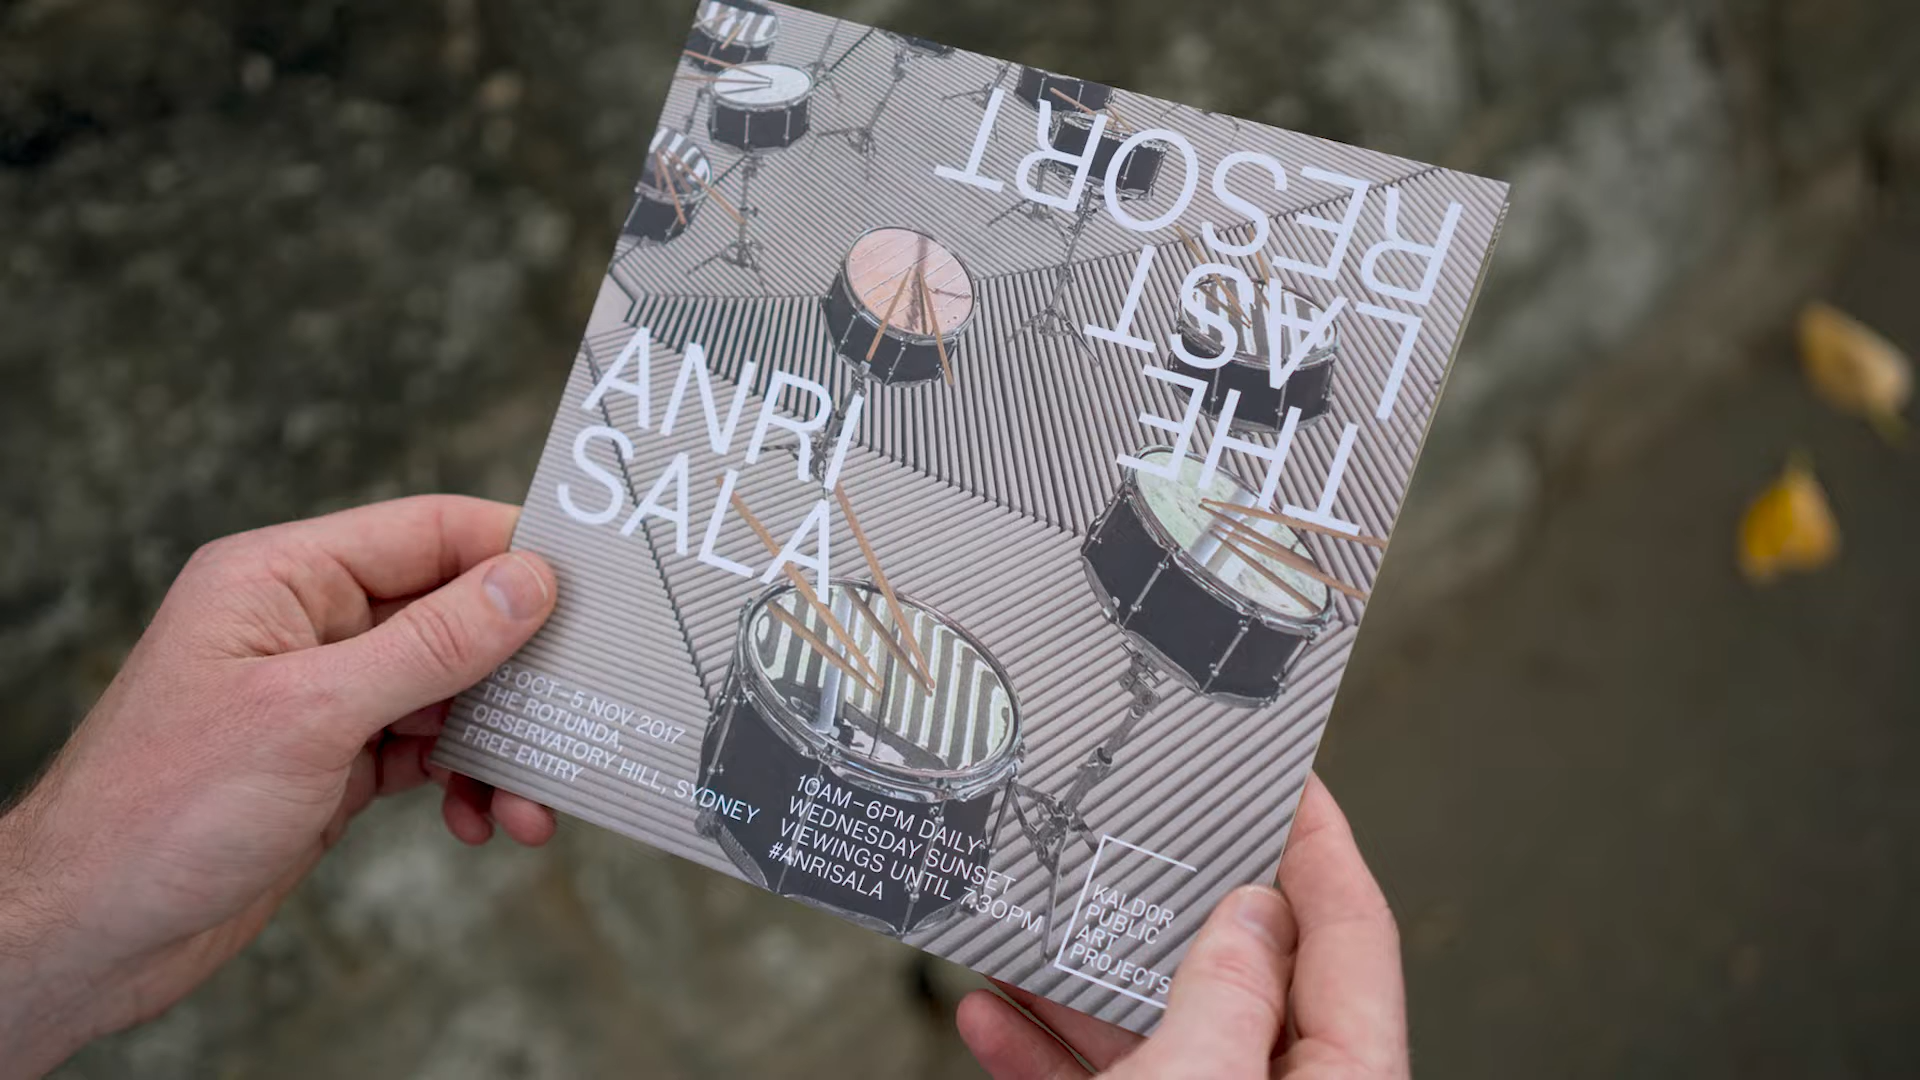 ANRI
SALA
THE
LAST
RESORT
13 OCT–5 NOV 2017
THE ROTUNDA,
OBSERVATORY HILL, SYDNEY
FREE ENTRY
10AM–6PM DAILY
WEDNESDAY SUNSET
VIEWINGS UNTIL 7.30PM
#ANRISALA
KALDOR
PUBLIC
ART
PROJECTS